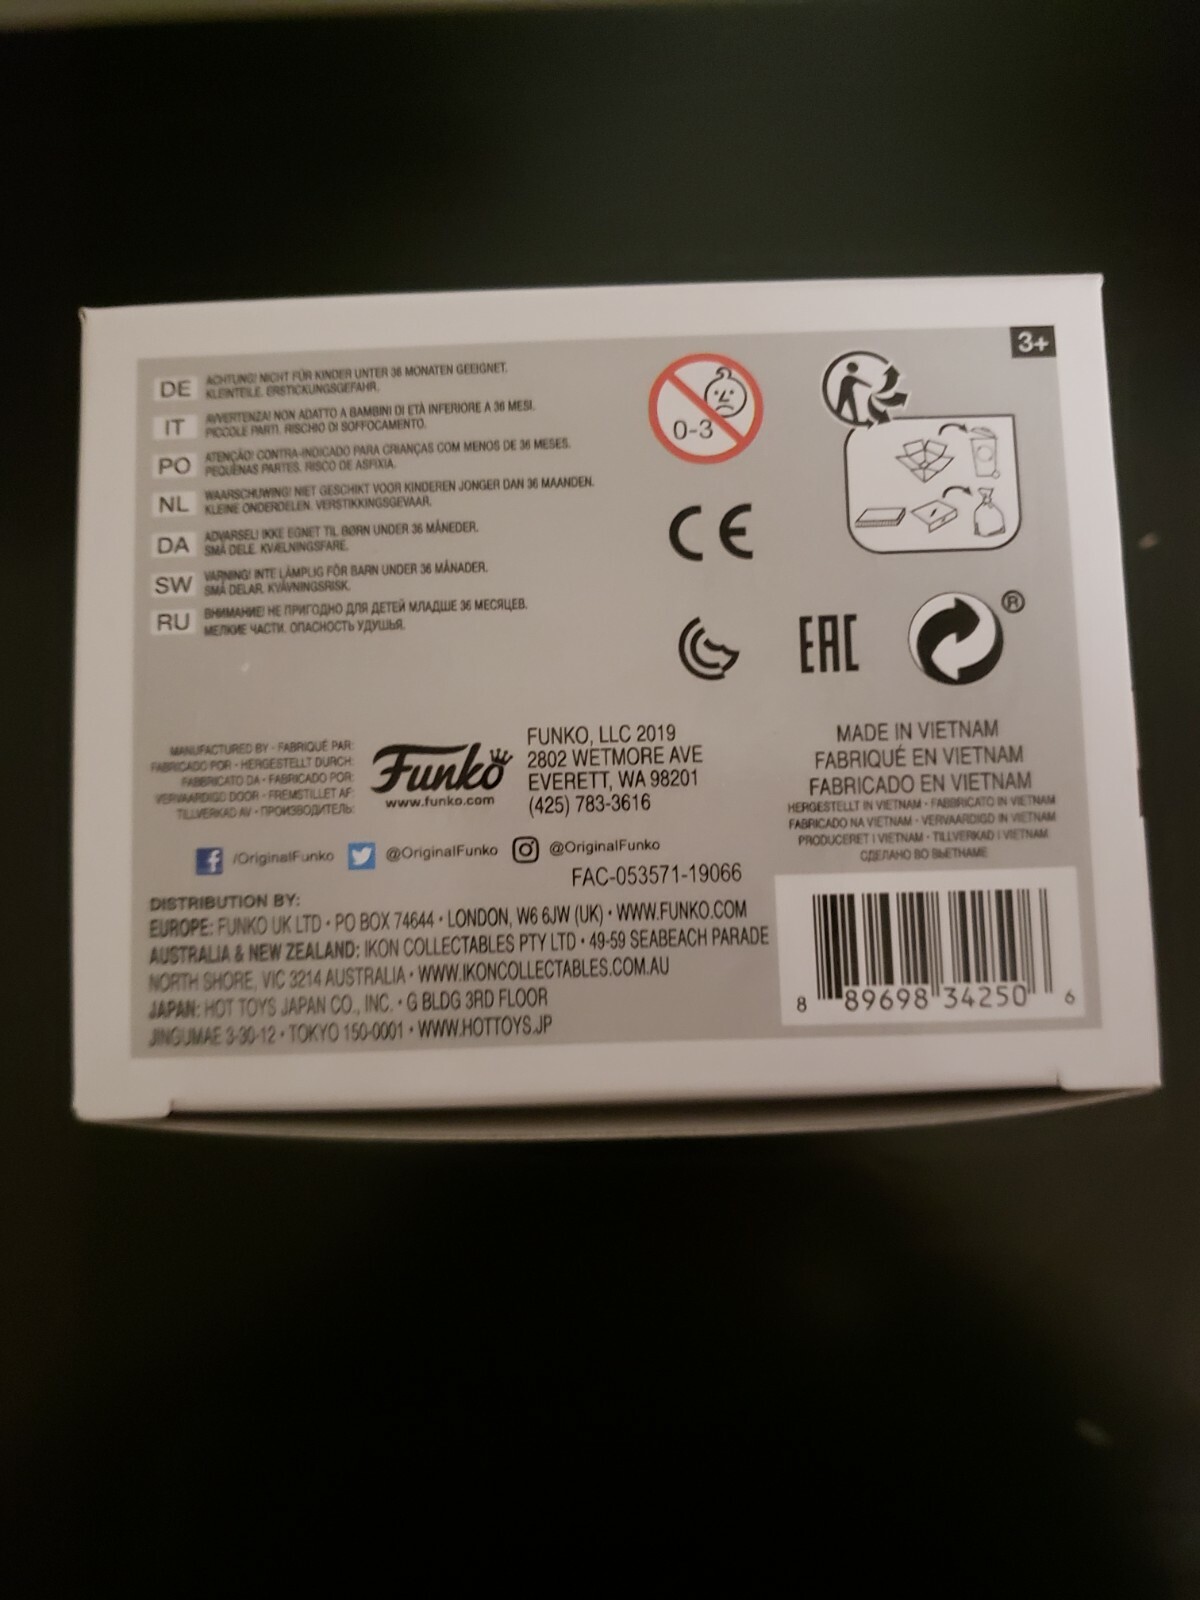 3+
DE ACHTUNG! NICHT FÜR KINDER UNTER 36 MONATEN GEEIGNET.
KLEINTEILE. ERSTICKUNGSGEFAHR.
IT AVVERTENZA! NON ADATTO A BAMBINI DI ETÀ INFERIORE A 36 MESI.
PICCOLE PARTI. RISCHIO DI SOFFOCAMENTO.
PO ATENÇÃO! CONTRA-INDICADO PARA CRIANÇAS COM MENOS DE 36 MESES.
PEQUENAS PARTES. RISCO DE ASFIXIA.
NL WAARSCHUWING! NIET GESCHIKT VOOR KINDEREN JONGER DAN 36 MAANDEN.
KLEINE ONDERDELEN. VERSTIKKINGSGEVAAR.
DA ADVARSEL! IKKE EGNET TIL BØRN UNDER 36 MÅNEDER.
SMÅ DELE. KVÆLNINGSFARE.
SW VARNING! INTE LÄMPLIG FÖR BARN UNDER 36 MÅNADER.
SMÅ DELAR. KVÄVNINGSRISK.
RU ВНИМАНИЕ! НЕ ПРИГОДНО ДЛЯ ДЕТЕЙ МЛАДШЕ 36 МЕСЯЦЕВ.
МЕЛКИЕ ЧАСТИ. ОПАСНОСТЬ УДУШЬЯ.
0-3
CE
EAC
®
MANUFACTURED BY - FABRIQUÉ PAR:
FABRICADO POR - HERGESTELLT DURCH:
FABBRICATO DA - FABRICADO POR:
VERVAARDIGD DOOR - FREMSTILLET AF:
TILLVERKAD AV - ПРОИЗВОДИТЕЛЬ:
Funko
www.funko.com
FUNKO, LLC 2019
2802 WETMORE AVE
EVERETT, WA 98201
(425) 783-3616
MADE IN VIETNAM
FABRIQUÉ EN VIETNAM
FABRICADO EN VIETNAM
HERGESTELLT IN VIETNAM - FABBRICATO IN VIETNAM
FABRICADO NA VIETNAM - VERVAARDIGD IN VIETNAM
PRODUCERET I VIETNAM - TILLVERKAD I VIETNAM
СДЕЛАНО ВО ВЬЕТНАМЕ
f /OriginalFunko @OriginalFunko @OriginalFunko
FAC-053571-19066
DISTRIBUTION BY:
EUROPE: FUNKO UK LTD • PO BOX 74644 • LONDON, W6 6JW (UK) • WWW.FUNKO.COM
AUSTRALIA & NEW ZEALAND: IKON COLLECTABLES PTY LTD • 49-59 SEABEACH PARADE
NORTH SHORE, VIC 3214 AUSTRALIA • WWW.IKONCOLLECTABLES.COM.AU
JAPAN: HOT TOYS JAPAN CO., INC. • G BLDG 3RD FLOOR
JINGUMAE 3-30-12 • TOKYO 150-0001 • WWW.HOTTOYS.JP
8 89698 34250 6